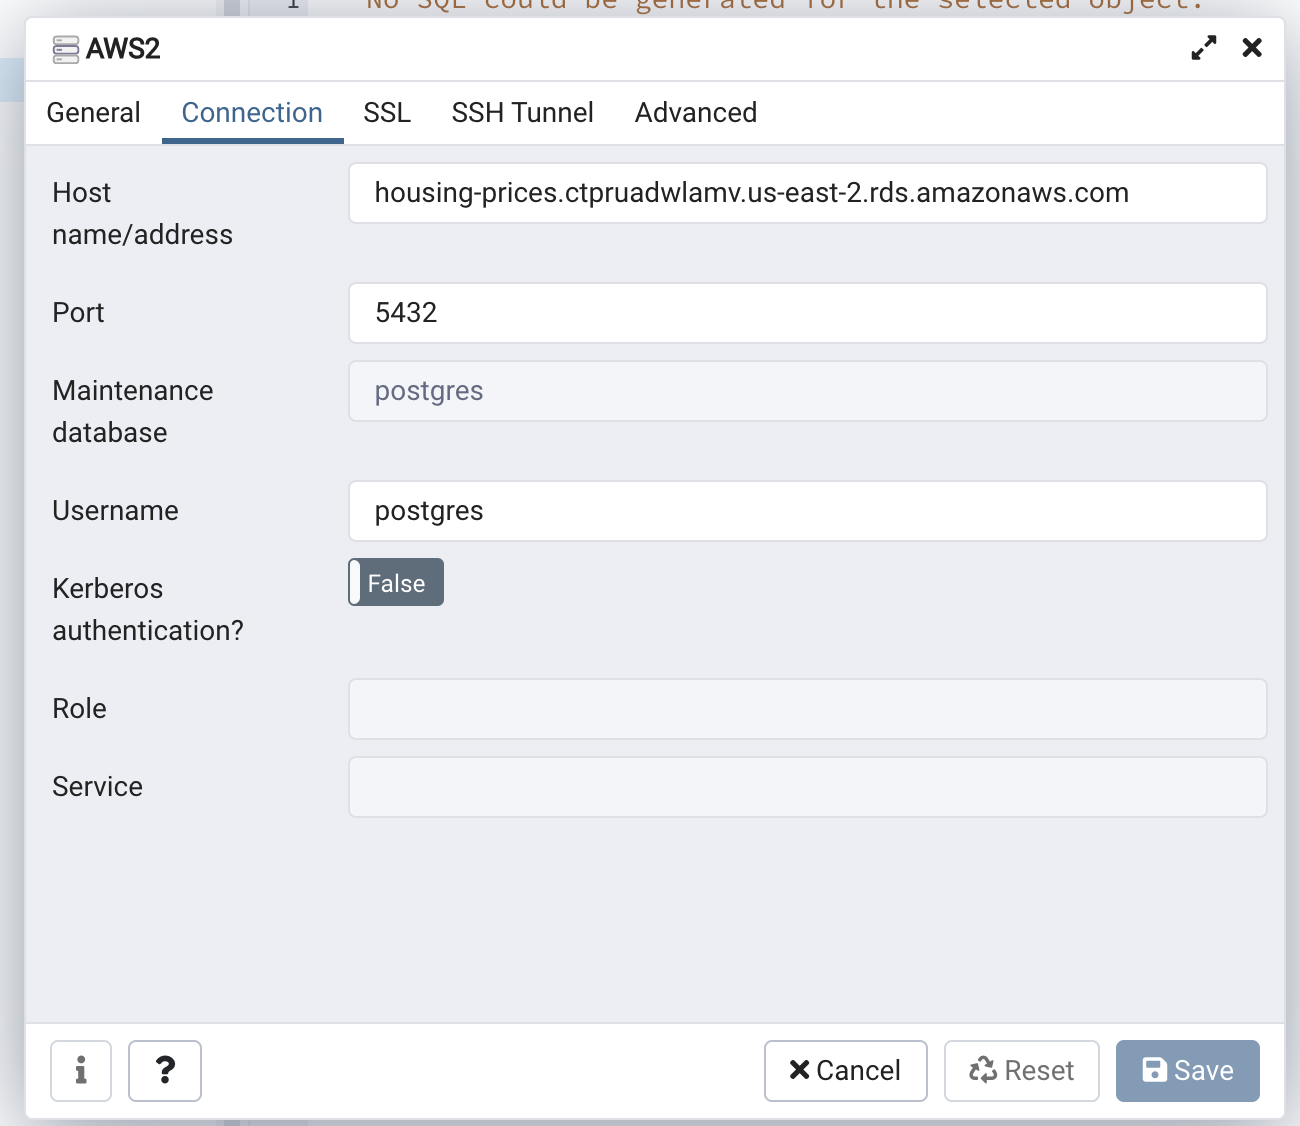 1 No SQL could be generated for the selected object.
AWS2
General Connection SSL SSH Tunnel Advanced
Host
name/address
housing-prices.ctpruadwlamv.us-east-2.rds.amazonaws.com
Port 5432
Maintenance
database
postgres
Username postgres
Kerberos
authentication?
False
Role
Service
i ? Cancel Reset Save